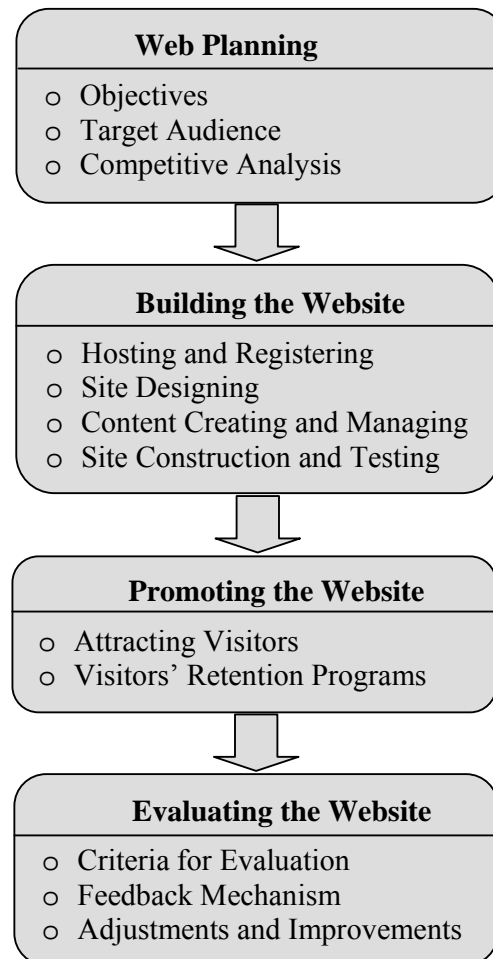 Web Planning
o Objectives
o Target Audience
o Competitive Analysis
Building the Website
o Hosting and Registering
o Site Designing
o Content Creating and Managing
o Site Construction and Testing
Promoting the Website
o Attracting Visitors
o Visitors’ Retention Programs
Evaluating the Website
o Criteria for Evaluation
o Feedback Mechanism
o Adjustments and Improvements